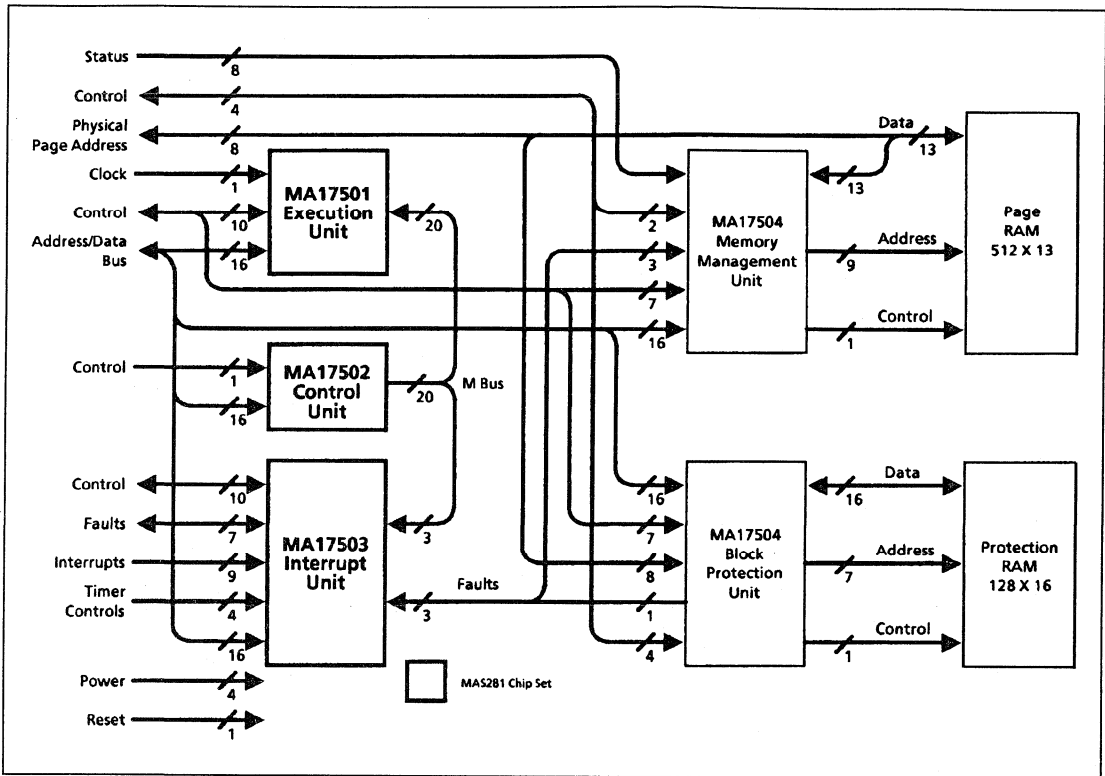 Status
8
Control
4
Physical
Page Address
8
Clock
1
Control
10
Address/Data
Bus
16
MA17501
Execution
Unit
20
Control
1
16
MA17502
Control
Unit
20
M Bus
Control
10
Faults
7
Interrupts
9
Timer
Controls
4
16
MA17503
Interrupt
Unit
3
Faults
3
Power
4
Reset
1
MAS281 Chip Set
2
3
7
16
MA17504
Memory
Management
Unit
Data
13
13
Address
9
Control
1
Page
RAM
512 X 13
16
7
8
1
4
MA17504
Block
Protection
Unit
Data
16
Address
7
Control
1
Protection
RAM
128 X 16